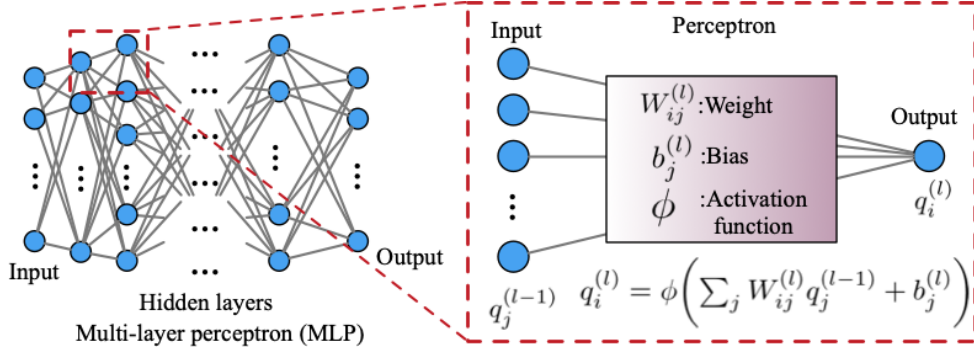 Input
Output
Hidden layers
Multi-layer perceptron (MLP)
Perceptron
Input
W_{ij}^{(l)} :Weight
b_j^{(l)} :Bias
ϕ :Activation
function
Output
q_i^{(l)}
q_j^{(l-1)}
q_i^{(l)} = ϕ(∑_j W_{ij}^{(l)} q_j^{(l-1)} + b_j^{(l)})